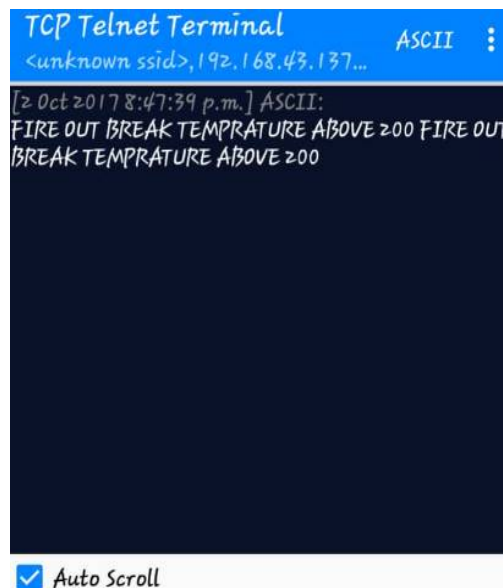 TCP Telnet Terminal
ASCII
<unknown ssid>,192.168.43.137...
[2 Oct 2017 8:47:39 p.m.] ASCII:
FIRE OUT BREAK TEMPRATURE ABOVE 200 FIRE OUT
BREAK TEMPRATURE ABOVE 200
Auto Scroll